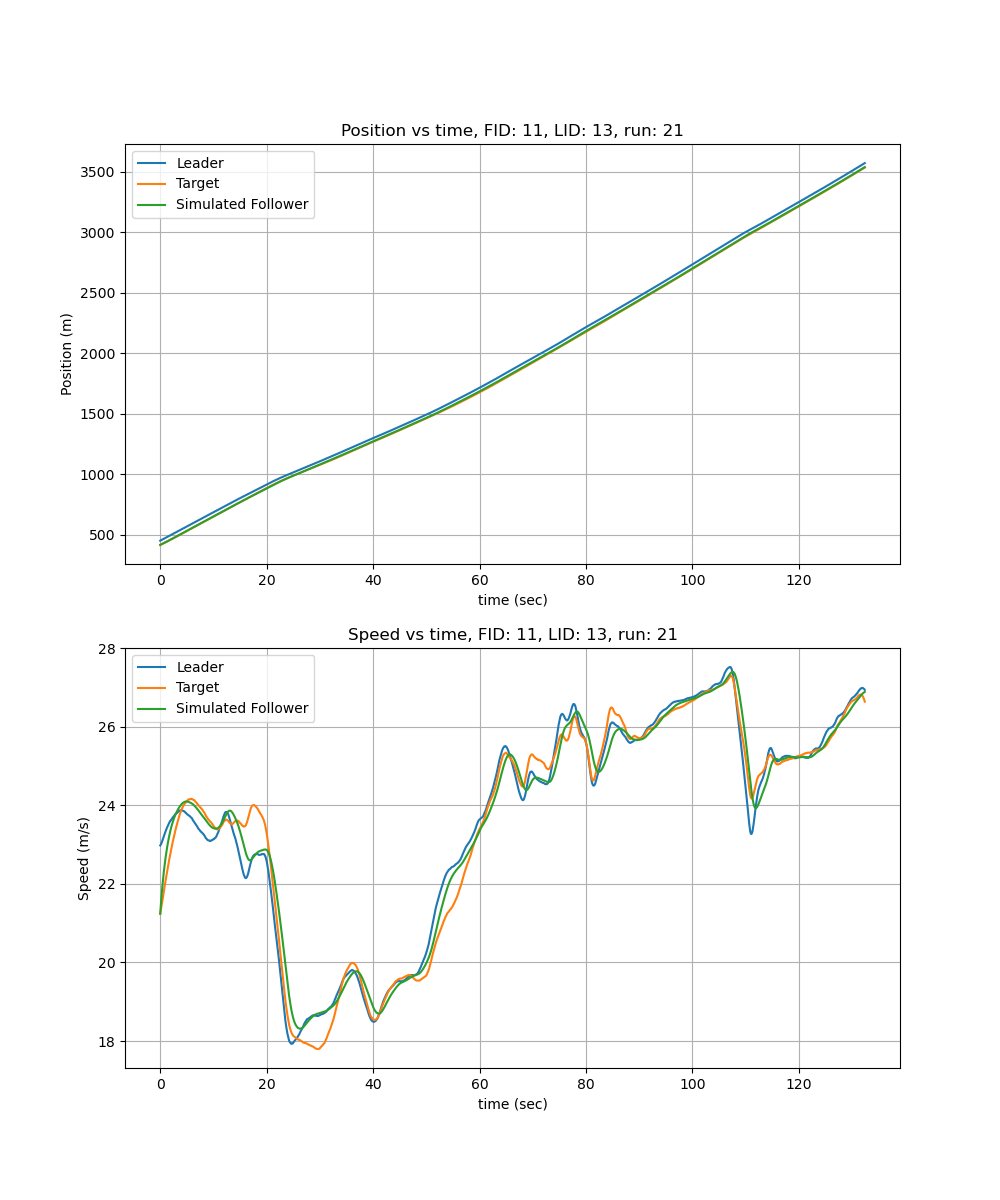 Position vs time, FID: 11, LID: 13, run: 21
Leader
Target
Simulated Follower
3500
3000
2500
2000
1500
1000
500
Position (m)
0 20 40 60 80 100 120
time (sec)
Speed vs time, FID: 11, LID: 13, run: 21
Leader
Target
Simulated Follower
28
26
24
22
20
18
Speed (m/s)
0 20 40 60 80 100 120
time (sec)